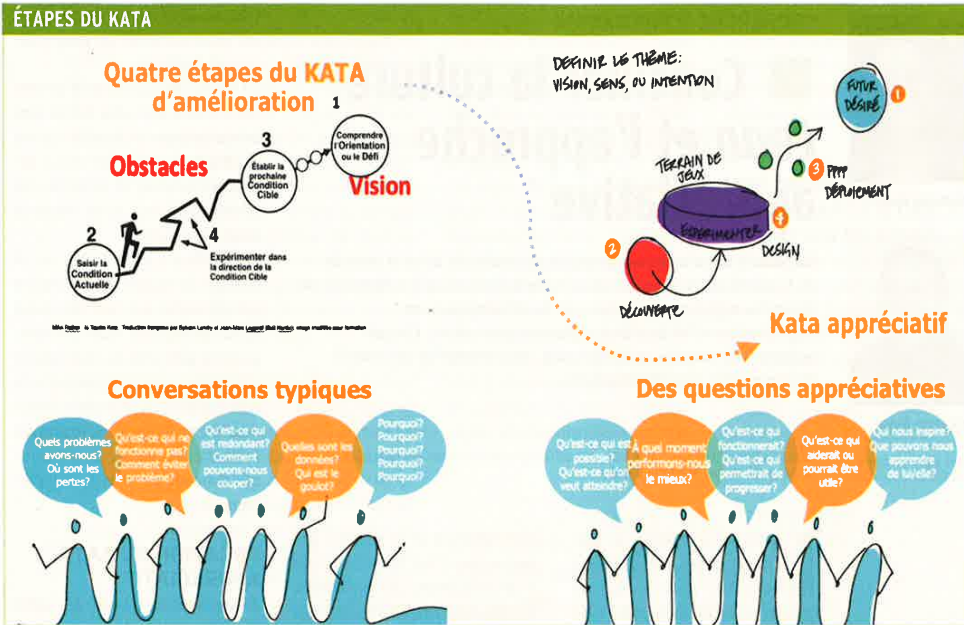 ÉTAPES DU KATA
Quatre étapes du KATA
d'amélioration
1
Comprendre
l'Orientation
ou le Défi
Vision
3
Établir la
prochaine
Condition
Cible
Obstacles
2
Saisir la
Condition
Actuelle
4
Expérimenter dans
la direction de la
Condition Cible
DEFINIR LE THÈME:
VISION, SENS, OU INTENTION
FUTUR
DÉSIRÉ
1
TERRAIN DE
JEUX
3 PPPP
DÉPLOIEMENT
EXPÉRIMENTER
4
DESIGN
2
DÉCOUVERTE
Kata appréciatif
Conversations typiques
Quels problèmes
avons-nous?
Où sont les
pertes?
Qu'est-ce qui ne
fonctionne pas?
Comment éviter
le problème?
Qu'est-ce qui
est redondant?
Comment
pouvons-nous
couper?
Quelles sont les
données?
Qui est le
goulot?
Pourquoi?
Pourquoi?
Pourquoi?
Pourquoi?
Pourquoi?
Des questions appréciatives
Qu'est-ce qui est
possible?
Qu'est-ce qu'on
veut atteindre?
À quel moment
performons-nous
le mieux?
Qu'est-ce qui
fonctionnerait?
Qu'est-ce qui
permettrait de
progresser?
Qu'est-ce qui
aiderait ou
pourrait être
utile?
Qui nous inspire?
Que pouvons nous
apprendre
de lui/elle?